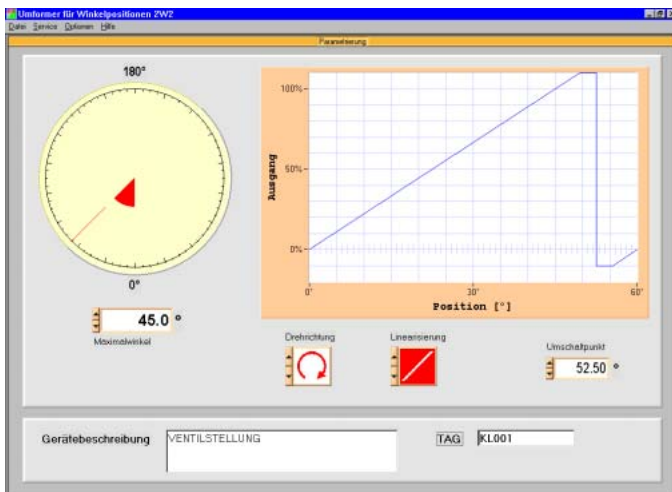 Umformer für Winkelpositionen ZW2
Datei Service Optionen Hilfe
Parametrierung
180°
0°
45.0 °
Maximalwinkel
100%
50%
0%
Ausgang
0° 30° 60°
Position [°]
Drehrichtung
Linearisierung
Umschaltpunkt
52.50 °
Gerätebeschreibung VENTILSTELLUNG
TAG KL001